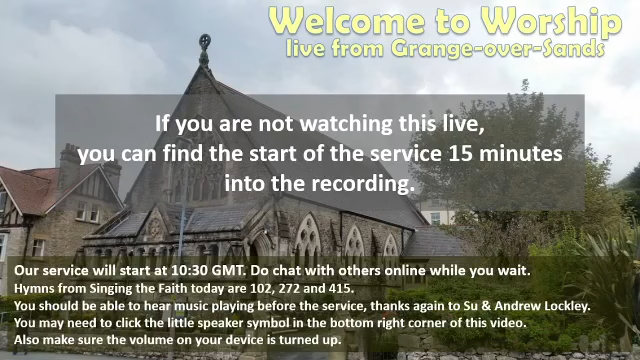 Welcome to Worship
live from Grange-over-Sands
If you are not watching this live,
you can find the start of the service 15 minutes
into the recording.
Our service will start at 10:30 GMT. Do chat with others online while you wait.
Hymns from Singing the Faith today are 102, 272 and 415.
You should be able to hear music playing before the service, thanks again to Su & Andrew Lockley.
You may need to click the little speaker symbol in the bottom right corner of this video.
Also make sure the volume on your device is turned up.